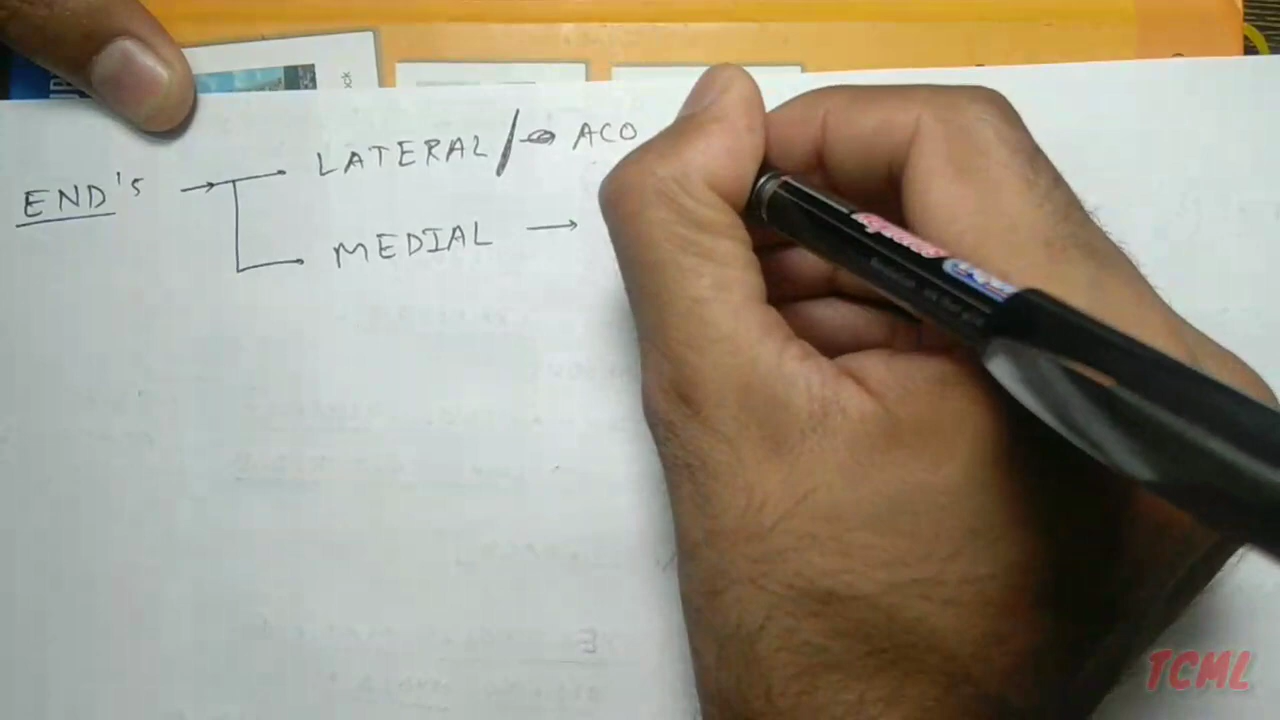 LATERAL / → ACO
END's →
MEDIAL →
TCML